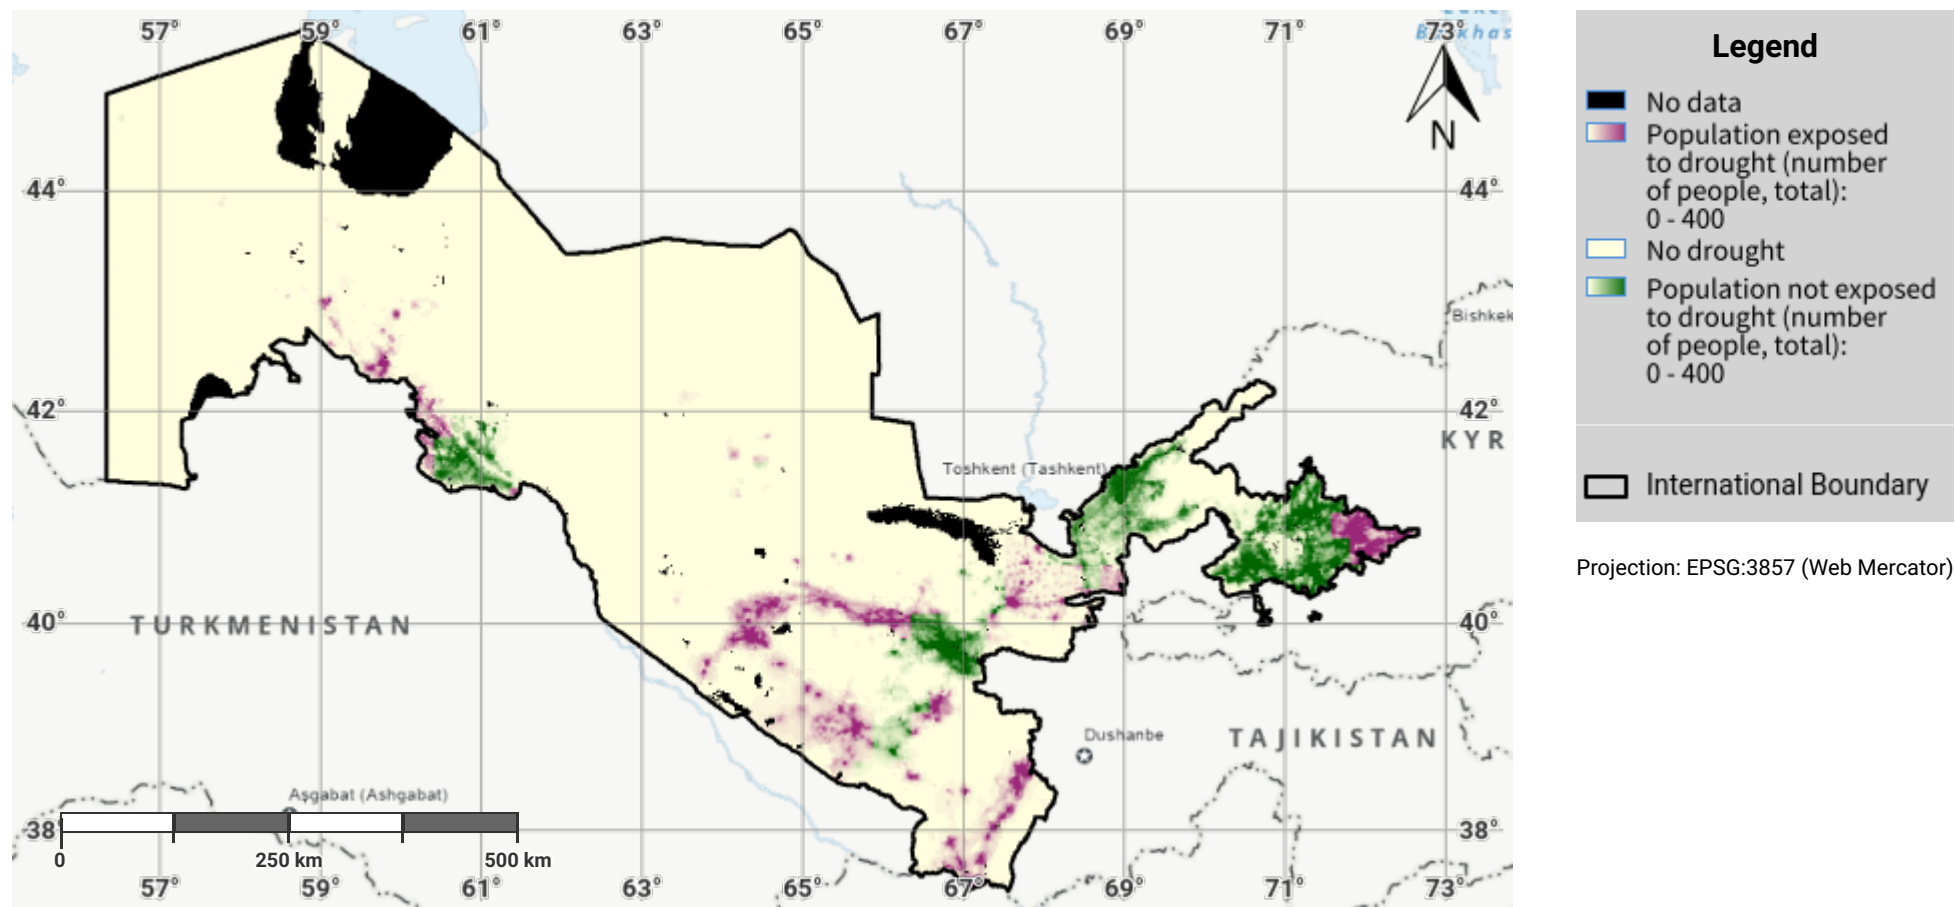 57° 59° 61° 63° 65° 67° 69° 71° 73°
N
44° 44°
Bishkek
42° 42°
KYR
Toshkent (Tashkent)
40° 40°
TURKMENISTAN
Dushanbe
TAJIKISTAN
Aşgabat (Ashgabat)
38° 38°
0 250 km 500 km
57° 59° 61° 63° 65° 67° 69° 71° 73°
Legend
No data
Population exposed
to drought (number
of people, total):
0 - 400
No drought
Population not exposed
to drought (number
of people, total):
0 - 400
International Boundary
Projection: EPSG:3857 (Web Mercator)